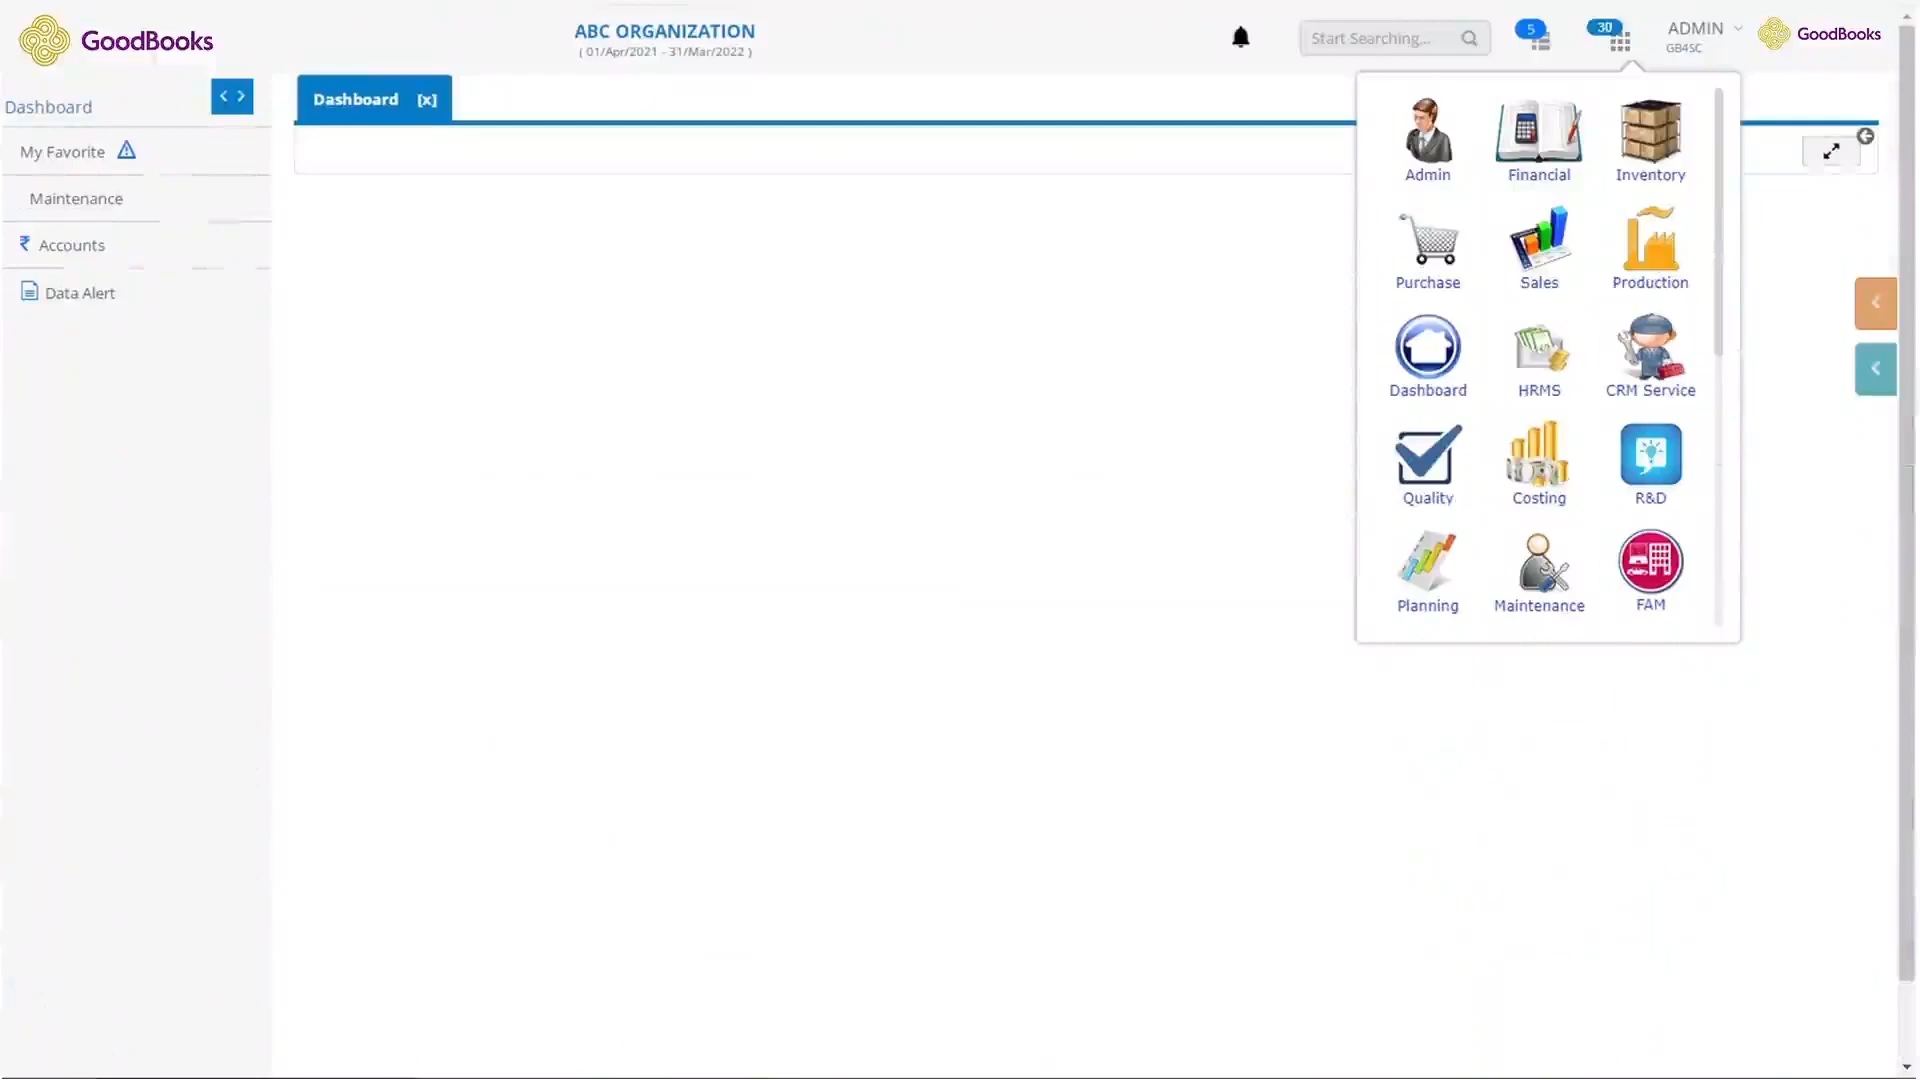 GoodBooks
ABC ORGANIZATION
( 01/Apr/2021 - 31/Mar/2022 )
Start Searching...
5
30
ADMIN
GB4SC
GoodBooks
Dashboard
My Favorite
Maintenance
₹ Accounts
Data Alert
Dashboard [x]
Admin Financial Inventory
Purchase Sales Production
Dashboard HRMS CRM Service
Quality Costing R&D
Planning Maintenance FAM